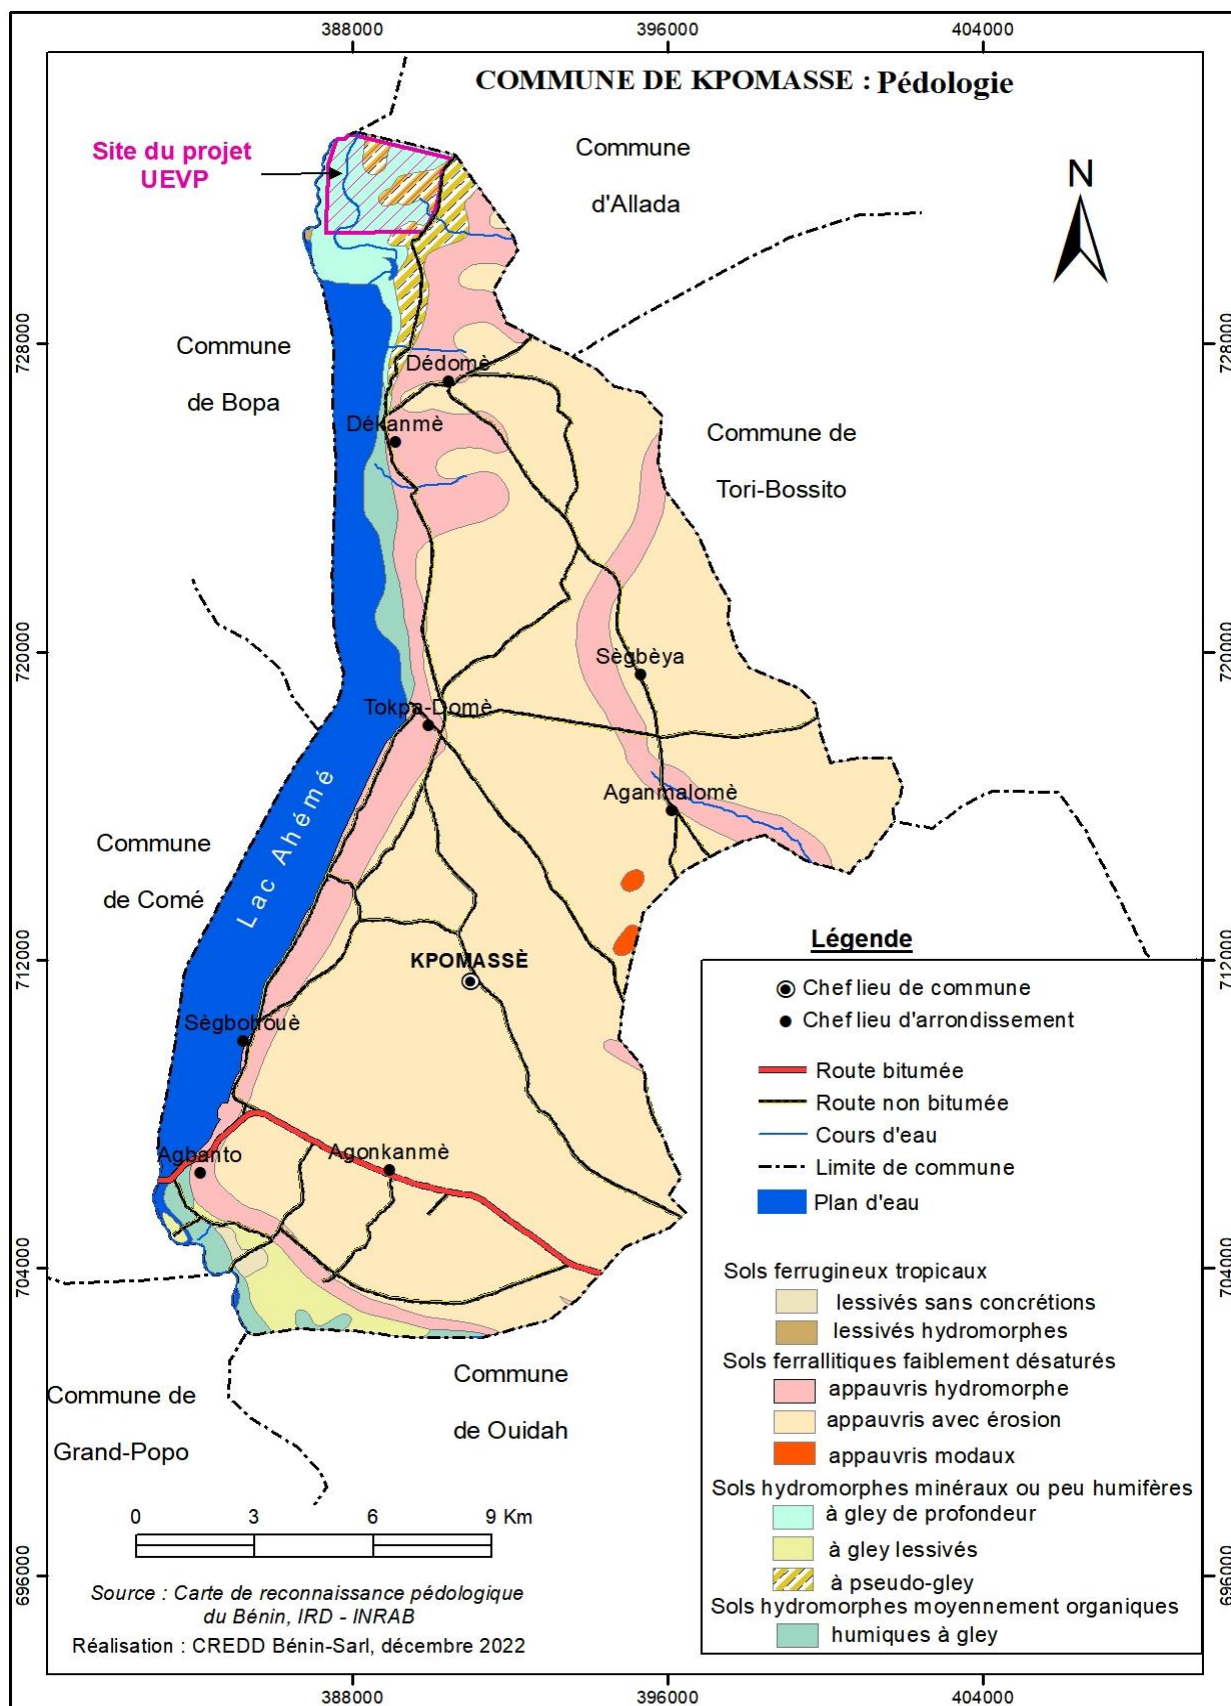 388000
396000
404000
COMMUNE DE KPOMASSE : Pédologie
Site du projet
UEVP
Commune
d'Allada
N
728000
728000
Commune
de Bopa
Dédomè
Dékanmè
Commune de
Tori-Bossito
720000
720000
Sègbèya
Tokpa-Domè
Aganmalomè
Lac Ahémé
Commune
de Comé
712000
712000
KPOMASSÈ
Sègbohouè
Agbanto
Agonkanmè
704000
704000
Commune de
Grand-Popo
Commune
de Ouidah
Légende
Chef lieu de commune
Chef lieu d'arrondissement
Route bitumée
Route non bitumée
Cours d'eau
Limite de commune
Plan d'eau
Sols ferrugineux tropicaux
lessivés sans concrétions
lessivés hydromorphes
Sols ferrallitiques faiblement désaturés
appauvris hydromorphe
appauvris avec érosion
appauvris modaux
Sols hydromorphes minéraux ou peu humifères
à gley de profondeur
à gley lessivés
à pseudo-gley
Sols hydromorphes moyennement organiques
humiques à gley
0 3 6 9 Km
696000
696000
Source : Carte de reconnaissance pédologique
du Bénin, IRD - INRAB
Réalisation : CREDD Bénin-Sarl, décembre 2022
388000
396000
404000